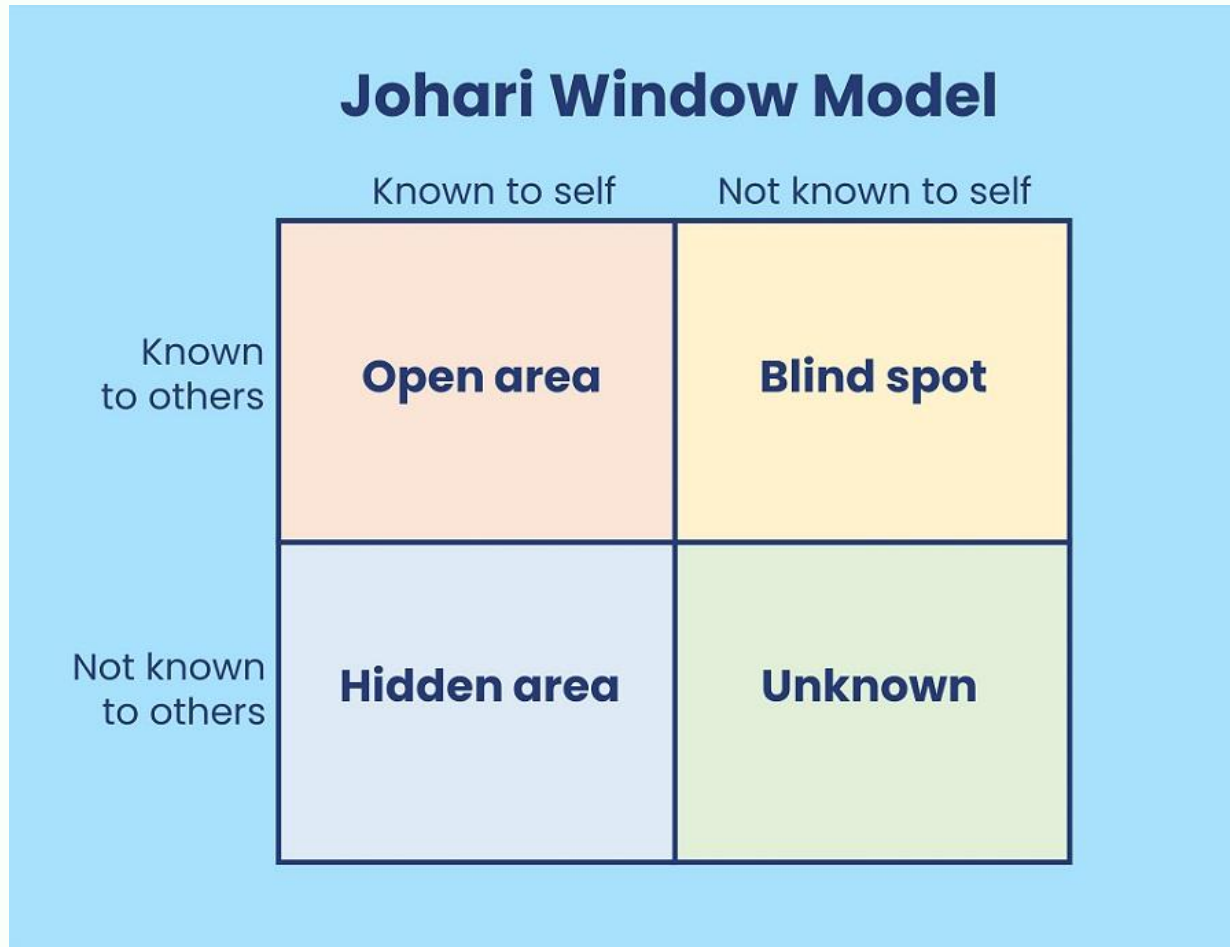 Johari Window Model
Known to self
Not known to self
Known
to others
Open area
Blind spot
Not known
to others
Hidden area
Unknown